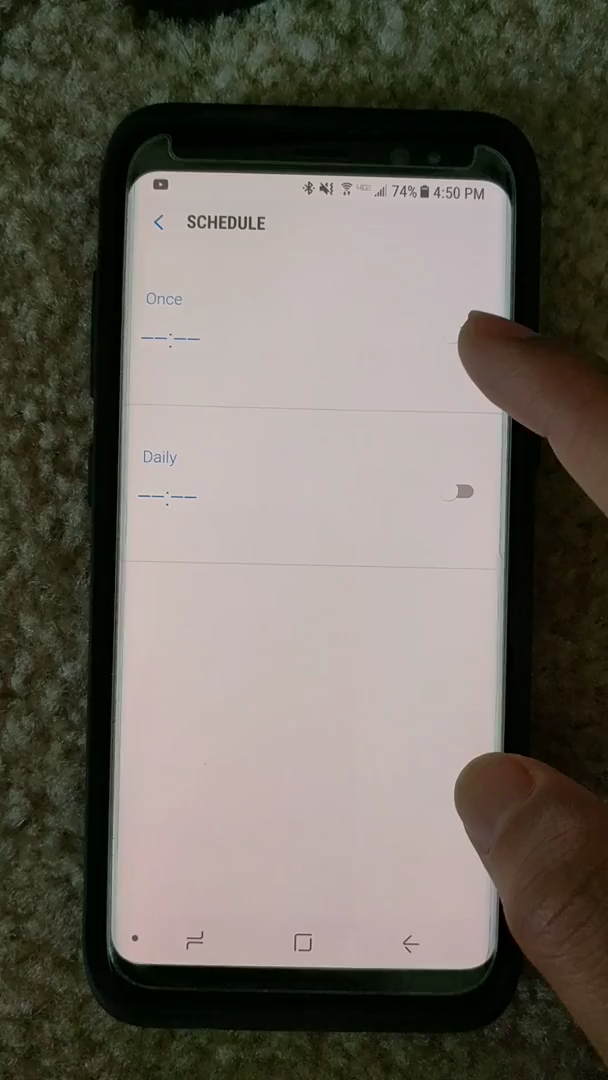 74% 4:50 PM
SCHEDULE
Once
--:--
Daily
--:--